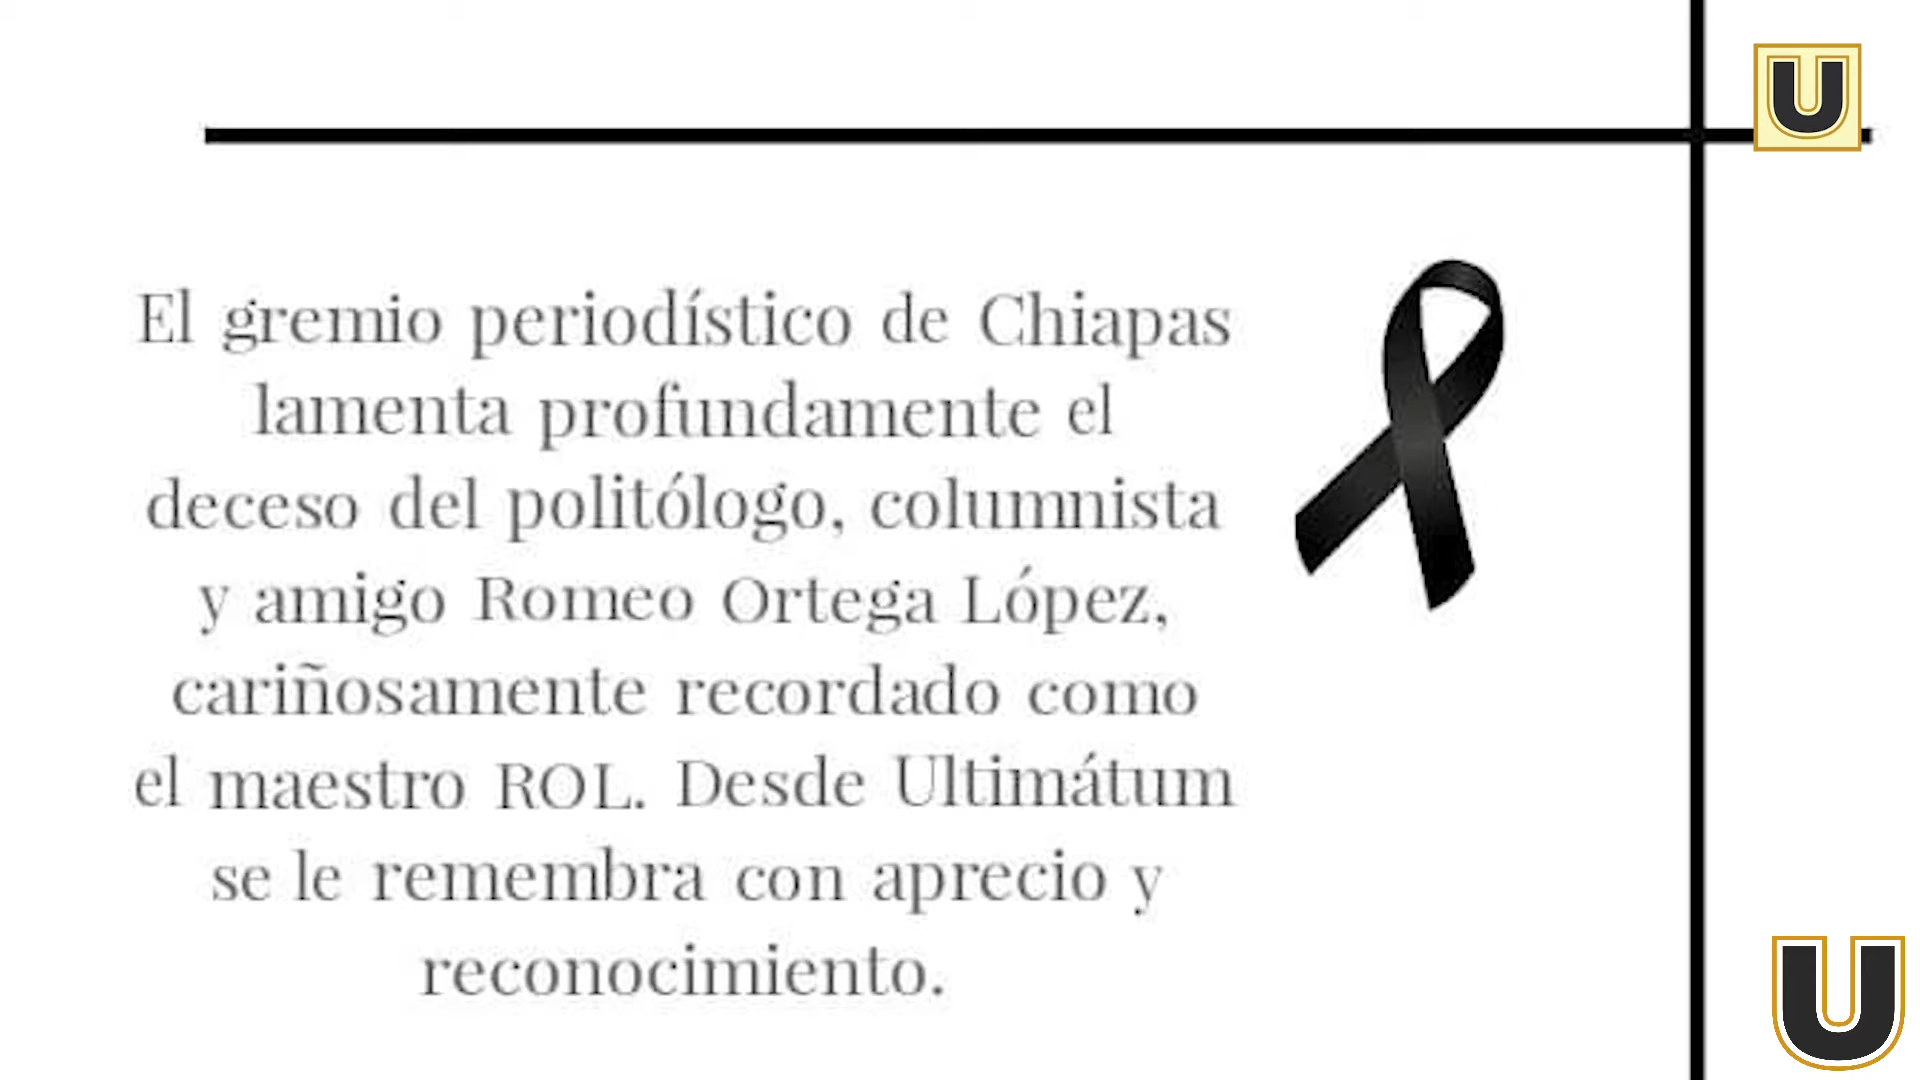 U
El gremio periodístico de Chiapas
lamenta profundamente el
deceso del politólogo, columnista
y amigo Romeo Ortega López,
cariñosamente recordado como
el maestro ROL. Desde Ultimátum
se le remembra con aprecio y
reconocimiento.
U